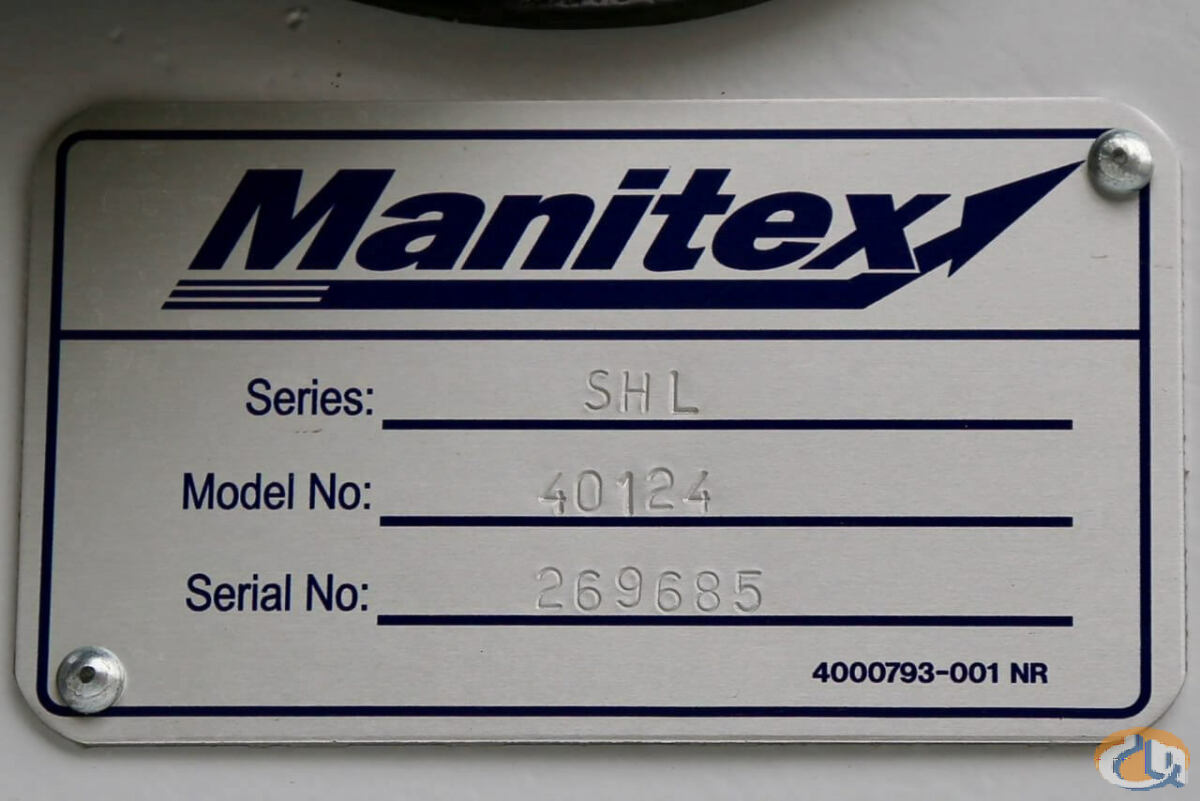 Manitex
Series: SHL
Model No: 40124
Serial No: 269685
4000793-001 NR